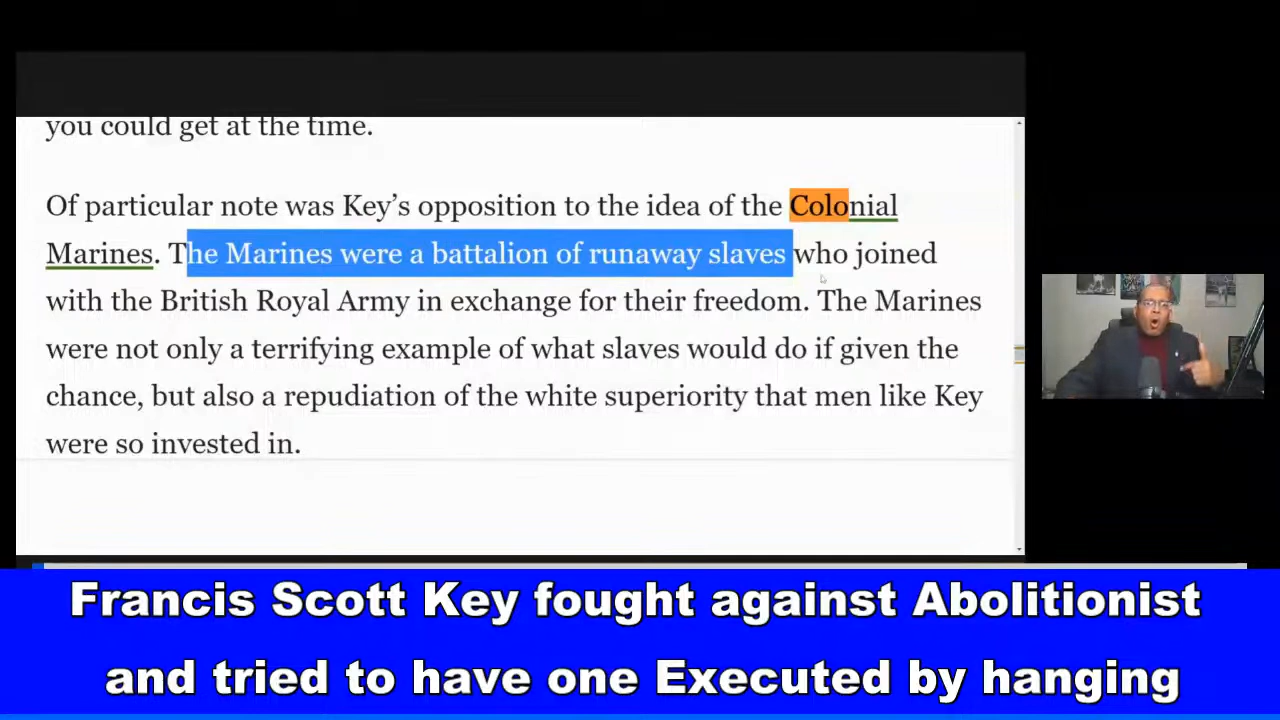 you could get at the time.
Of particular note was Key’s opposition to the idea of the Colonial
Marines. The Marines were a battalion of runaway slaves who joined
with the British Royal Army in exchange for their freedom. The Marines
were not only a terrifying example of what slaves would do if given the
chance, but also a repudiation of the white superiority that men like Key
were so invested in.
Francis Scott Key fought against Abolitionist
and tried to have one Executed by hanging